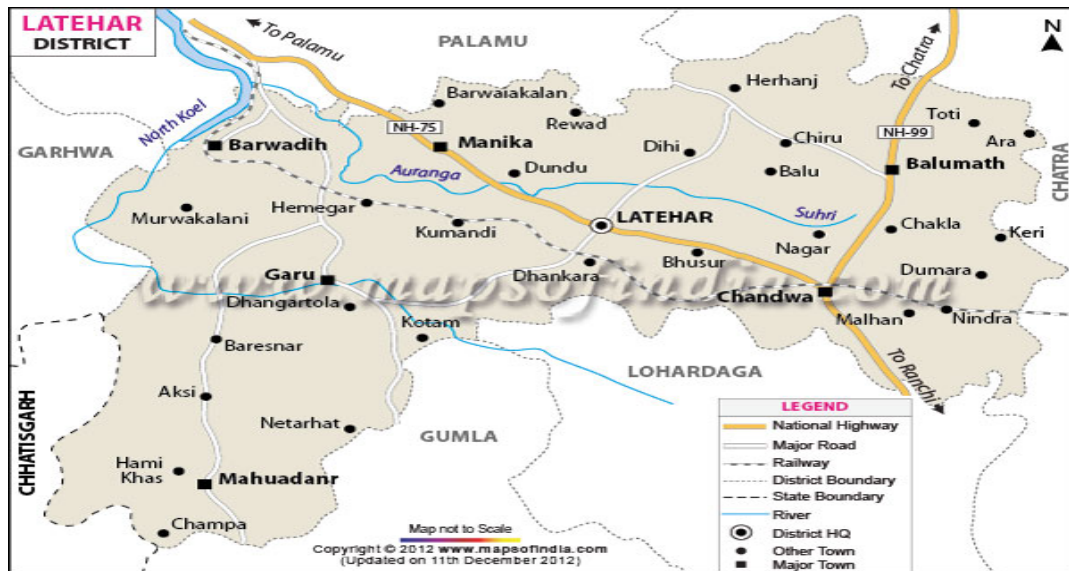 LATEHAR
DISTRICT
To Palamu
PALAMU
N
To Chatra
Herhanj
Barwaiakalan
Rewad
Toti
Ara
North Koel
NH-75
NH-99
GARHWA
Barwadih
Manika
Dihi
Chiru
Balumath
CHATRA
Auranga
Dundu
Balu
Murwakalani
Hemegar
Kumandi
LATEHAR
Suhri
Nagar
Chakla
Keri
Garu
Dhankara
Bhusur
Dumara
www.mapsofindia.com
Dhangartola
Chandwa
Malhan
Nindra
Kotam
Baresnar
LOHARDAGA
To Ranchi
Aksi
Netarhat
GUMLA
CHHATISGARH
Hami
Khas
Mahuadanr
Champa
LEGEND
National Highway
Major Road
Railway
District Boundary
State Boundary
River
District HQ
Other Town
Major Town
Map not to Scale
Copyright © 2012 www.mapsofindia.com
(Updated on 11th December 2012)